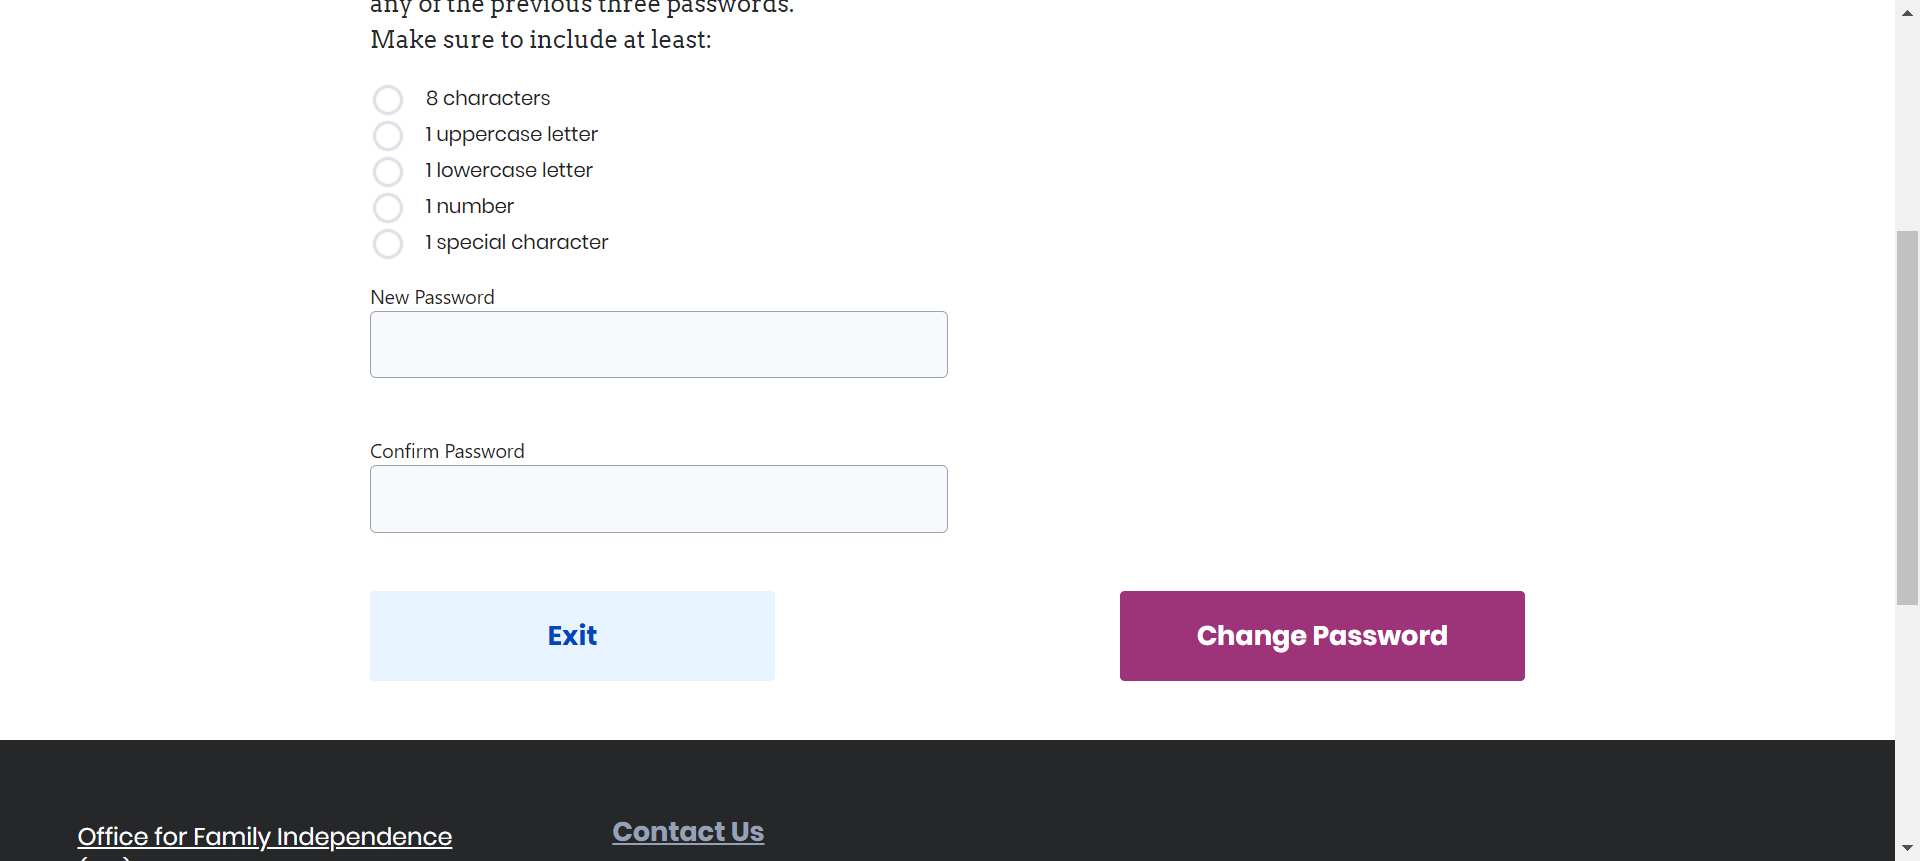 any of the previous three passwords.
Make sure to include at least:
8 characters
1 uppercase letter
1 lowercase letter
1 number
1 special character
New Password
Confirm Password
Exit
Change Password
Office for Family Independence
Contact Us